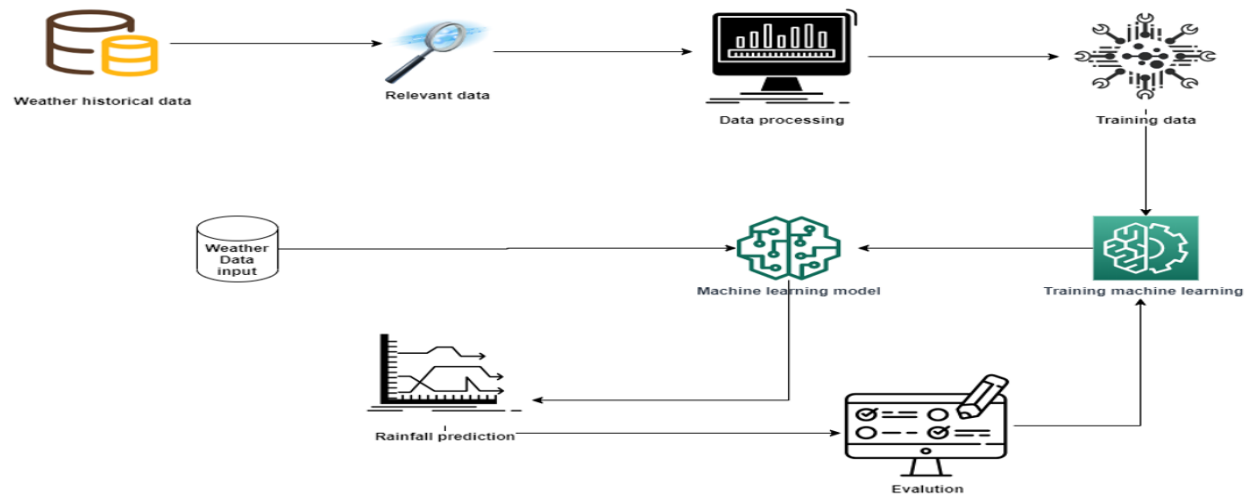 Weather historical data
Relevant data
Data processing
Training data
Weather
Data
input
Machine learning model
Training machine learning
Rainfall prediction
Evalution